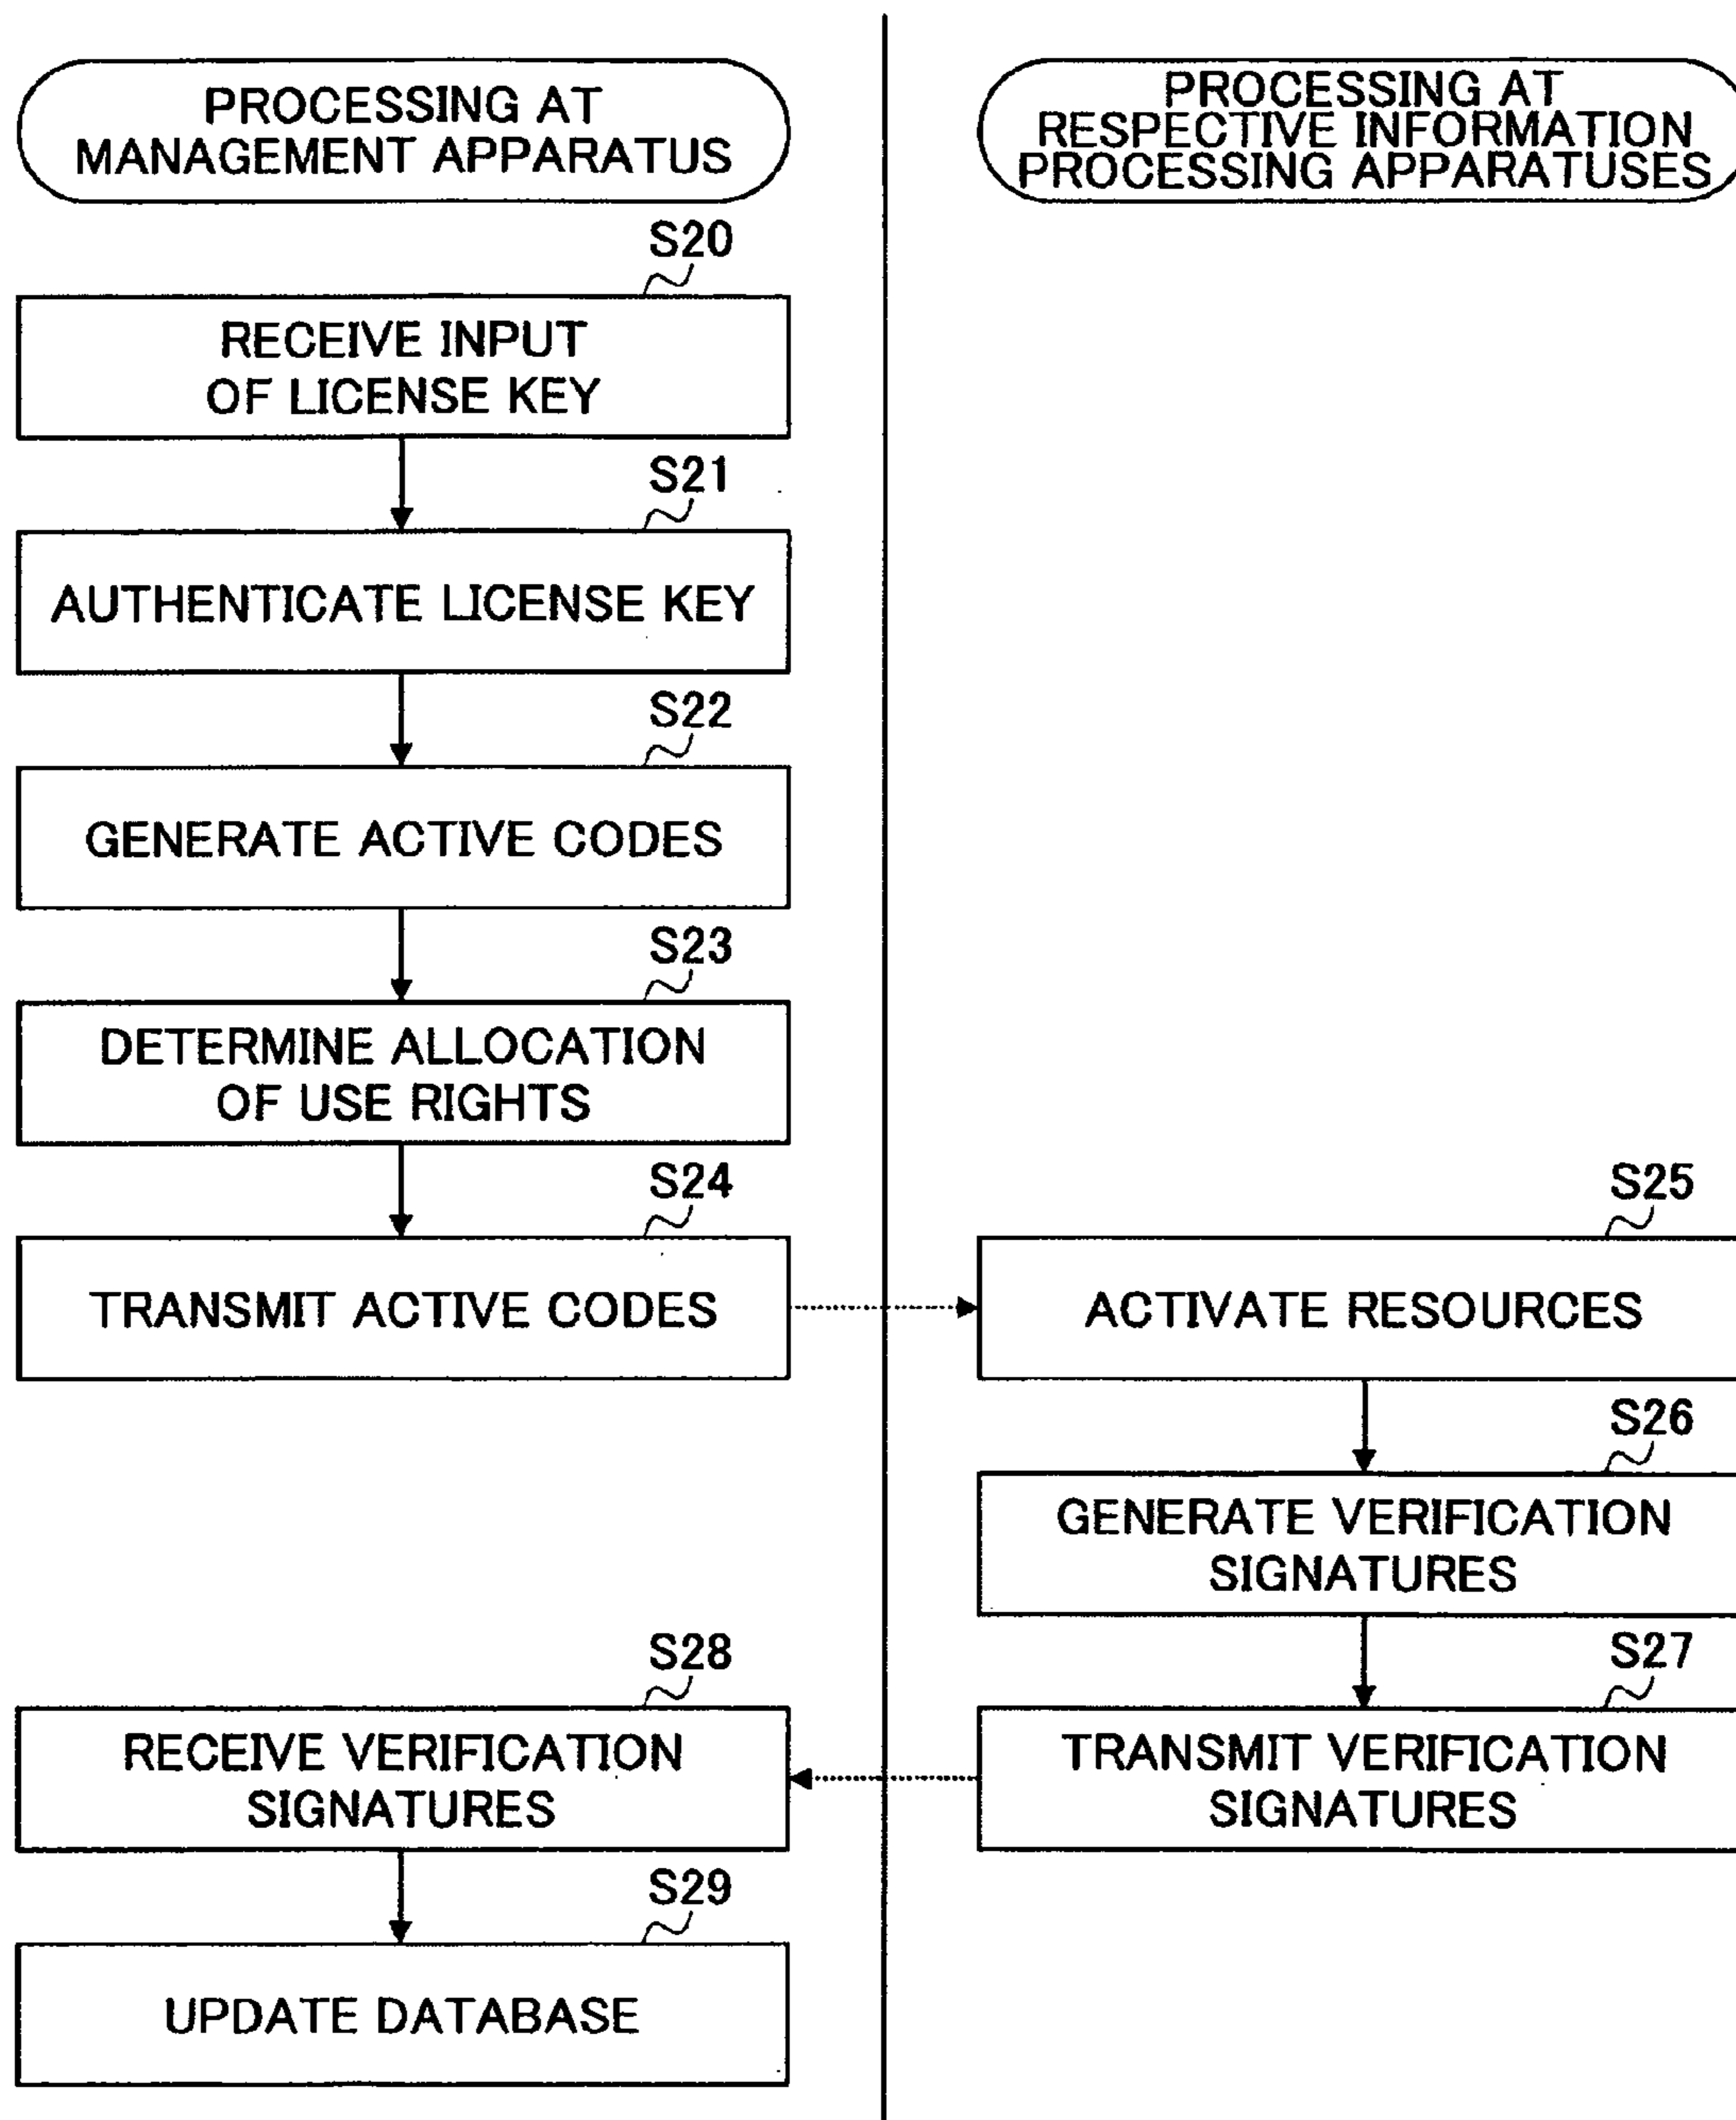 PROCESSING AT
MANAGEMENT APPARATUS
S20
RECEIVE INPUT
OF LICENSE KEY
S21
AUTHENTICATE LICENSE KEY
S22
GENERATE ACTIVE CODES
S23
DETERMINE ALLOCATION
OF USE RIGHTS
S24
TRANSMIT ACTIVE CODES
PROCESSING AT
RESPECTIVE INFORMATION
PROCESSING APPARATUSES
S25
ACTIVATE RESOURCES
S26
GENERATE VERIFICATION
SIGNATURES
S27
TRANSMIT VERIFICATION
SIGNATURES
S28
RECEIVE VERIFICATION
SIGNATURES
S29
UPDATE DATABASE